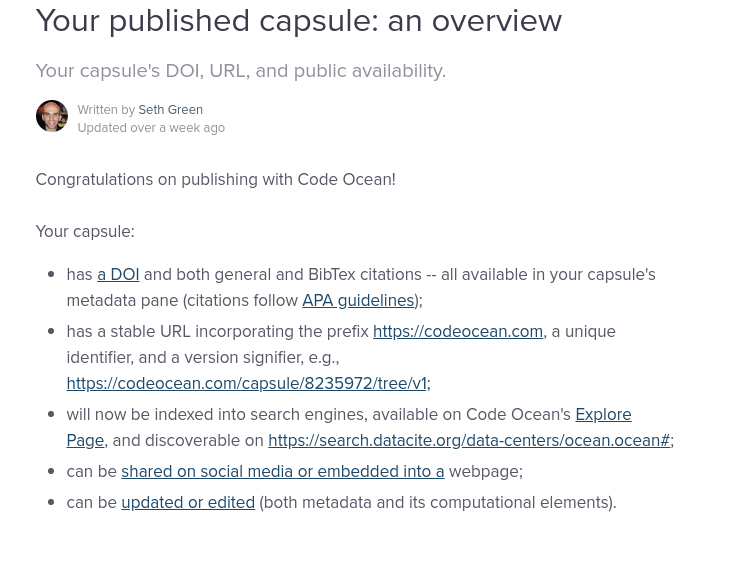 Your published capsule: an overview
Your capsule's DOI, URL, and public availability.
Written by Seth Green
Updated over a week ago
Congratulations on publishing with Code Ocean!
Your capsule:
has a DOI and both general and BibTex citations -- all available in your capsule's
metadata pane (citations follow APA guidelines);
has a stable URL incorporating the prefix https://codeocean.com, a unique
identifier, and a version signifier, e.g.,
https://codeocean.com/capsule/8235972/tree/v1;
will now be indexed into search engines, available on Code Ocean's Explore
Page, and discoverable on https://search.datacite.org/data-centers/ocean.ocean#;
can be shared on social media or embedded into a webpage;
can be updated or edited (both metadata and its computational elements).